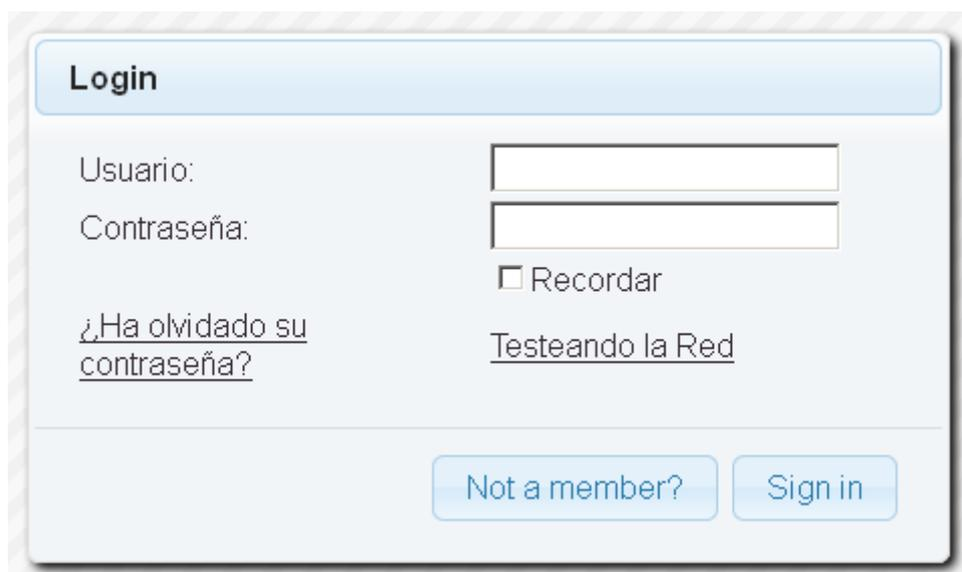 Login
Usuario:
Contraseña:
Recordar
¿Ha olvidado su
contraseña?
Testeando la Red
Not a member?
Sign in